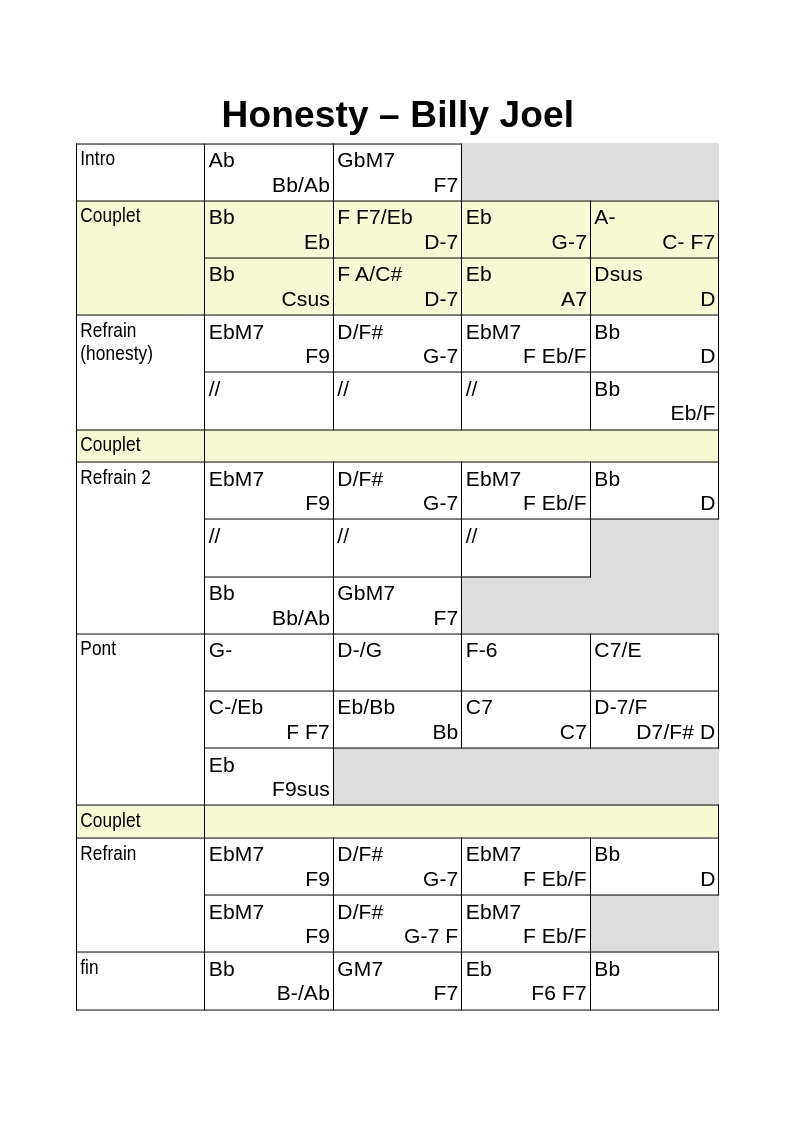 Honesty – Billy Joel
Intro Ab GbM7
Bb/Ab F7
Couplet Bb F F7/Eb Eb A-
Eb D-7 G-7 C- F7
Bb F A/C# Eb Dsus
Csus D-7 A7 D
Refrain EbM7 D/F# EbM7 Bb
(honesty) F9 G-7 F Eb/F D
// // // Bb
Eb/F
Couplet
Refrain 2 EbM7 D/F# EbM7 Bb
F9 G-7 F Eb/F D
// // //
Bb GbM7
Bb/Ab F7
Pont G- D-/G F-6 C7/E
C-/Eb Eb/Bb C7 D-7/F
F F7 Bb C7 D7/F# D
Eb
F9sus
Couplet
Refrain EbM7 D/F# EbM7 Bb
F9 G-7 F Eb/F D
EbM7 D/F# EbM7
F9 G-7 F F Eb/F
fin Bb GM7 Eb Bb
B-/Ab F7 F6 F7